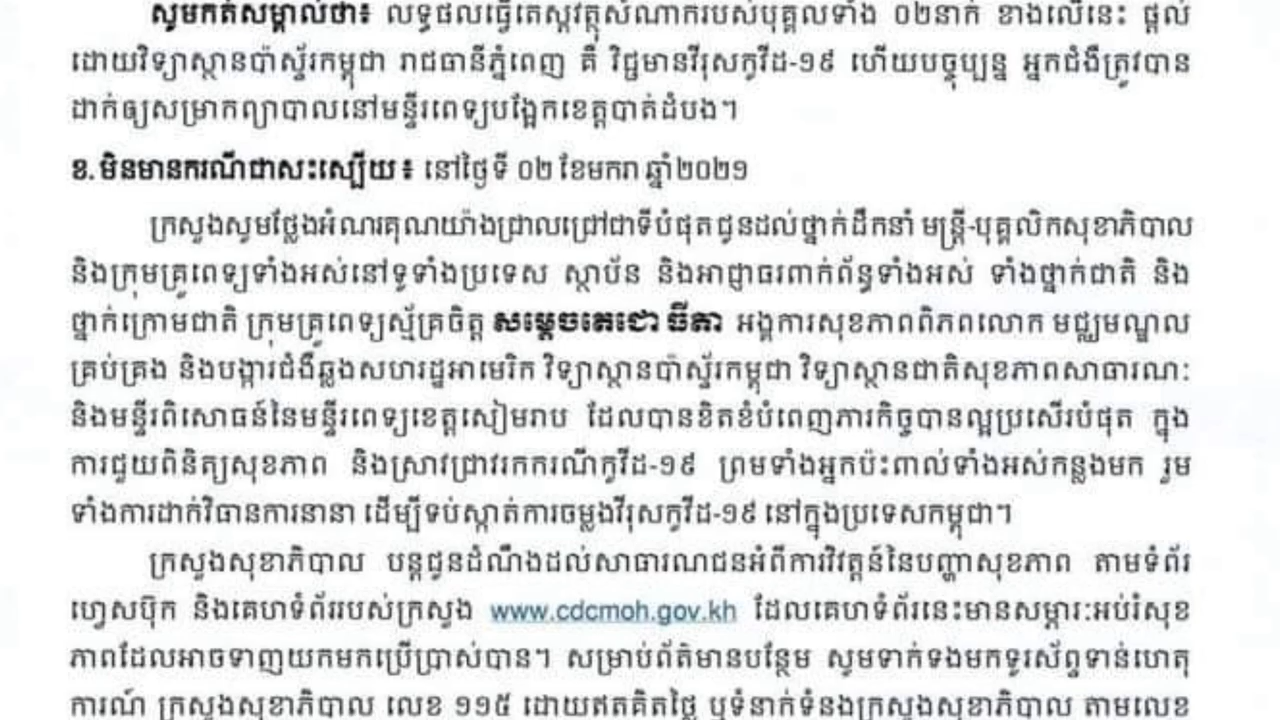 សូមកត់សម្គាល់ថា៖ លទ្ធផលធ្វើតេស្តវត្ថុសំណាករបស់បុគ្គលទាំង ០២នាក់ ខាងលើនេះ ផ្តល់
ដោយវិទ្យាស្ថានប៉ាស្ទ័រកម្ពុជា រាជធានីភ្នំពេញ គឺ វិជ្ជមានវីរុសកូវីដ-១៩ ហើយបច្ចុប្បន្ន អ្នកជំងឺត្រូវបាន
ដាក់ឲ្យសម្រាកព្យាបាលនៅមន្ទីរពេទ្យបង្អែកខេត្តបាត់ដំបង។
ខ. មិនមានករណីជាសះស្បើយ៖ នៅថ្ងៃទី ០២ ខែមករា ឆ្នាំ២០២១
ក្រសួងសូមថ្លែងអំណរគុណយ៉ាងជ្រាលជ្រៅជាទីបំផុតជូនដល់ថ្នាក់ដឹកនាំ មន្ត្រី-បុគ្គលិកសុខាភិបាល
និងក្រុមគ្រូពេទ្យទាំងអស់នៅទូទាំងប្រទេស ស្ថាប័ន និងអាជ្ញាធរពាក់ព័ន្ធទាំងអស់ ទាំងថ្នាក់ជាតិ និង
ថ្នាក់ក្រោមជាតិ ក្រុមគ្រូពេទ្យស្ម័គ្រចិត្ត សម្តេចតេជោ ធីតា អង្គការសុខភាពពិភពលោក មជ្ឈមណ្ឌល
គ្រប់គ្រង និងបង្ការជំងឺឆ្លងសហរដ្ឋអាមេរិក វិទ្យាស្ថានប៉ាស្ទ័រកម្ពុជា វិទ្យាស្ថានជាតិសុខភាពសាធារណៈ
និងមន្ទីរពិសោធន៍នៃមន្ទីរពេទ្យខេត្តសៀមរាប ដែលបានខិតខំបំពេញភារកិច្ចបានល្អប្រសើរបំផុត ក្នុង
ការជួយពិនិត្យសុខភាព និងស្រាវជ្រាវរកករណីកូវីដ-១៩ ព្រមទាំងអ្នកប៉ះពាល់ទាំងអស់កន្លងមក រួម
ទាំងការដាក់វិធានការនានា ដើម្បីទប់ស្កាត់ការចម្លងវីរុសកូវីដ-១៩ នៅក្នុងប្រទេសកម្ពុជា។
ក្រសួងសុខាភិបាល បន្តជូនដំណឹងដល់សាធារណជនអំពីការវិវត្តន៍នៃបញ្ហាសុខភាព តាមទំព័រ
ហ្វេសប៊ុក និងគេហទំព័ររបស់ក្រសួង www.cdcmoh.gov.kh ដែលគេហទំព័រនេះមានសម្ភារៈអប់រំសុខ
ភាពដែលអាចទាញយកមកប្រើប្រាស់បាន។ សម្រាប់ព័ត៌មានបន្ថែម សូមទាក់ទងមកទូរស័ព្ទទាន់ហេតុ
ការណ៍ ក្រសួងសុខាភិបាល លេខ ១១៥ ដោយឥតគិតថ្លៃ ឬទំនាក់ទំនងក្រសួងសុខាភិបាល តាមលេខ